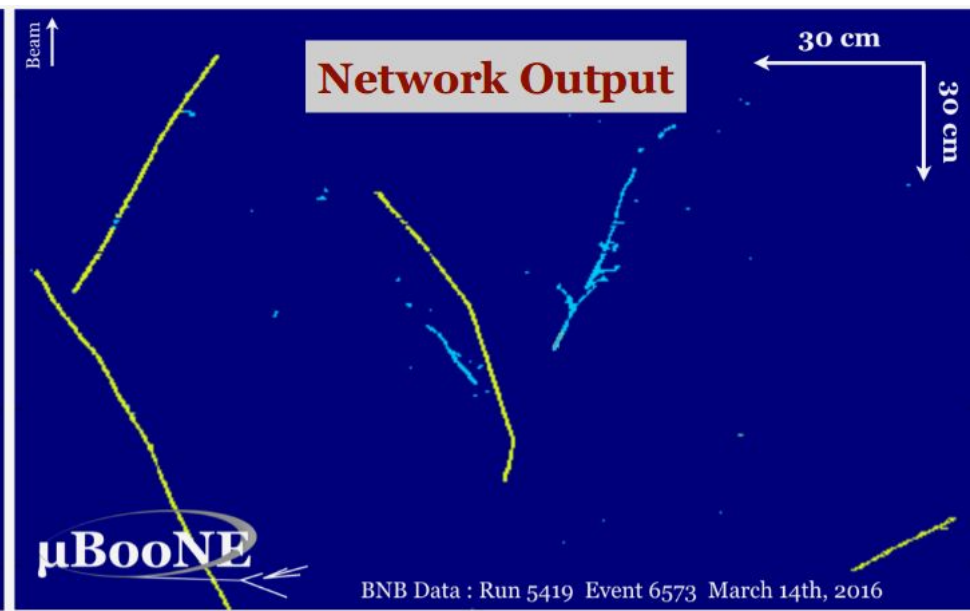 Beam
Network Output
30 cm
30 cm
µBooNE
BNB Data : Run 5419 Event 6573 March 14th, 2016